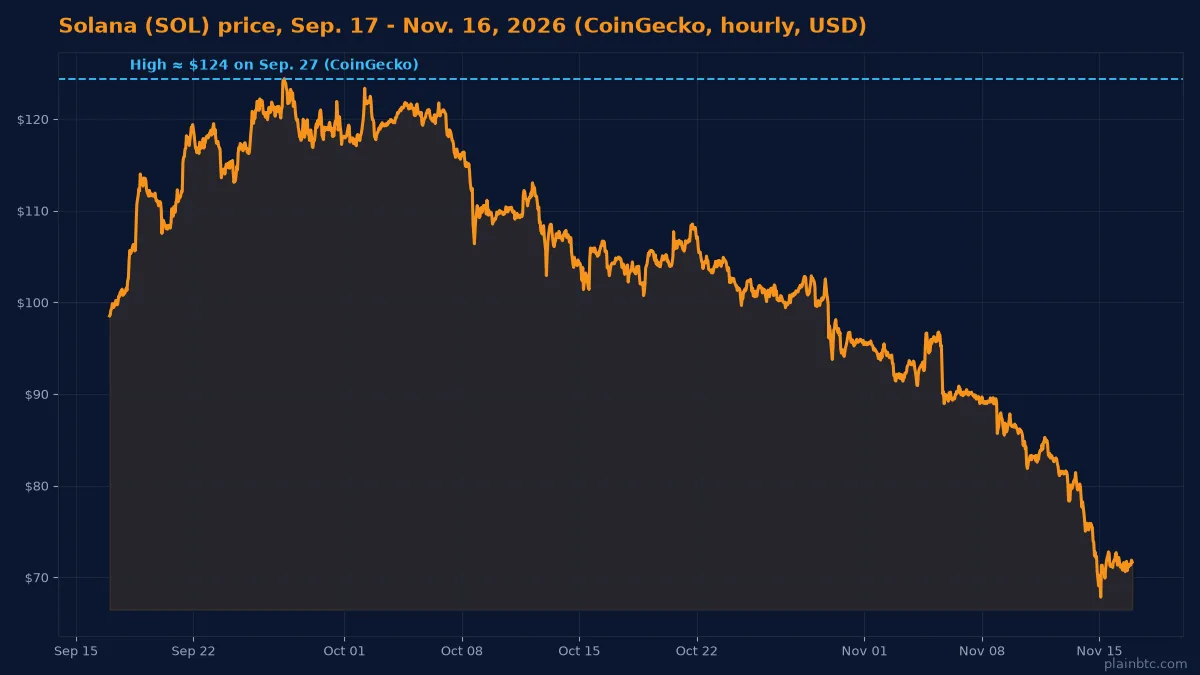 Solana (SOL) price, Sep. 17 - Nov. 16, 2026 (CoinGecko, hourly, USD)
High ≈ $124 on Sep. 27 (CoinGecko)
$120
$110
$100
$90
$80
$70
Sep 15 Sep 22 Oct 01 Oct 08 Oct 15 Oct 22 Nov 01 Nov 08 Nov 15
plainbtc.com